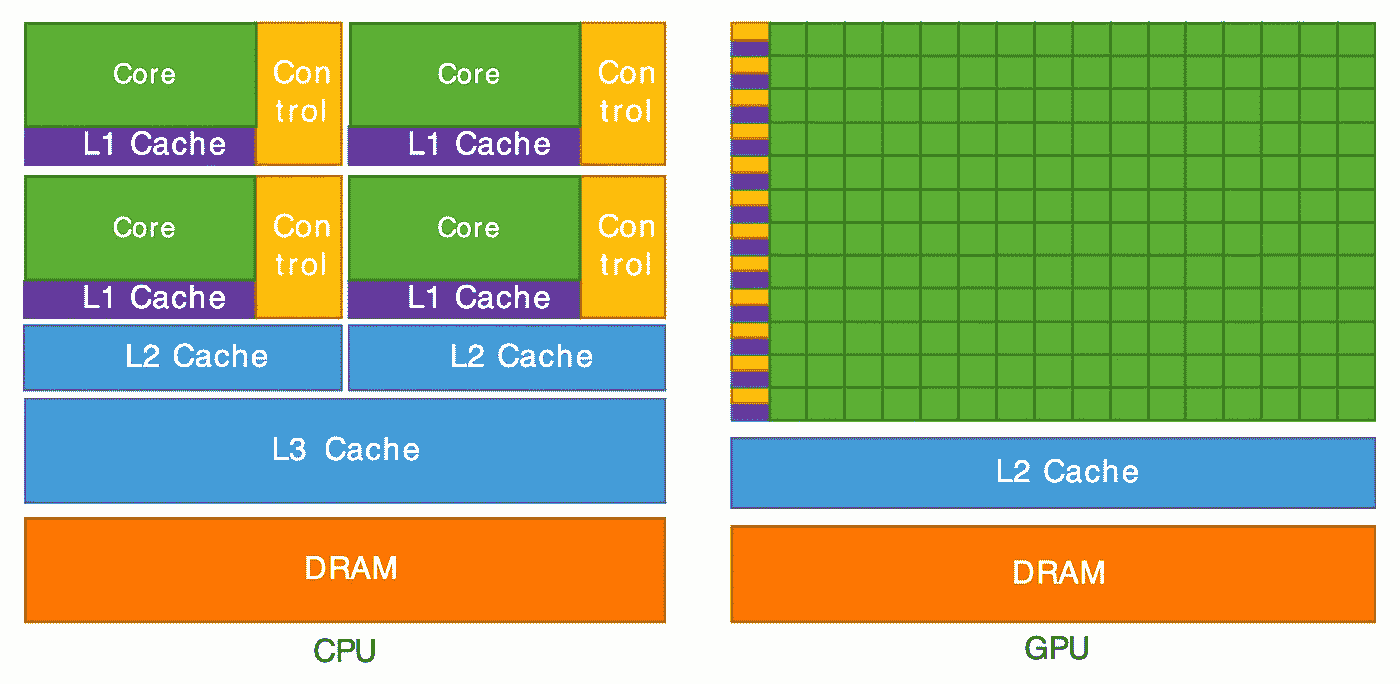 Core
Con
trol
L1 Cache
Core
Con
trol
L1 Cache
Core
Con
trol
L1 Cache
Core
Con
trol
L1 Cache
L2 Cache
L2 Cache
L3 Cache
DRAM
CPU
L2 Cache
DRAM
GPU